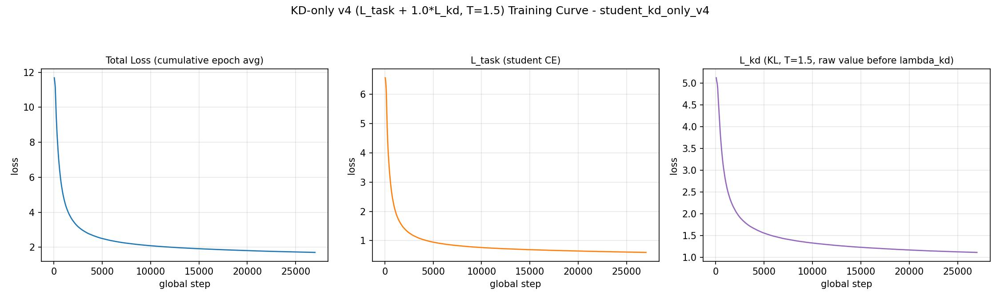 KD-only v4 (L_task + 1.0*L_kd, T=1.5) Training Curve - student_kd_only_v4
Total Loss (cumulative epoch avg)
12
10
8
6
4
2
loss
0 5000 10000 15000 20000 25000
global step
L_task (student CE)
6
5
4
3
2
1
loss
0 5000 10000 15000 20000 25000
global step
L_kd (KL, T=1.5, raw value before lambda_kd)
5.0
4.5
4.0
3.5
3.0
2.5
2.0
1.5
1.0
loss
0 5000 10000 15000 20000 25000
global step